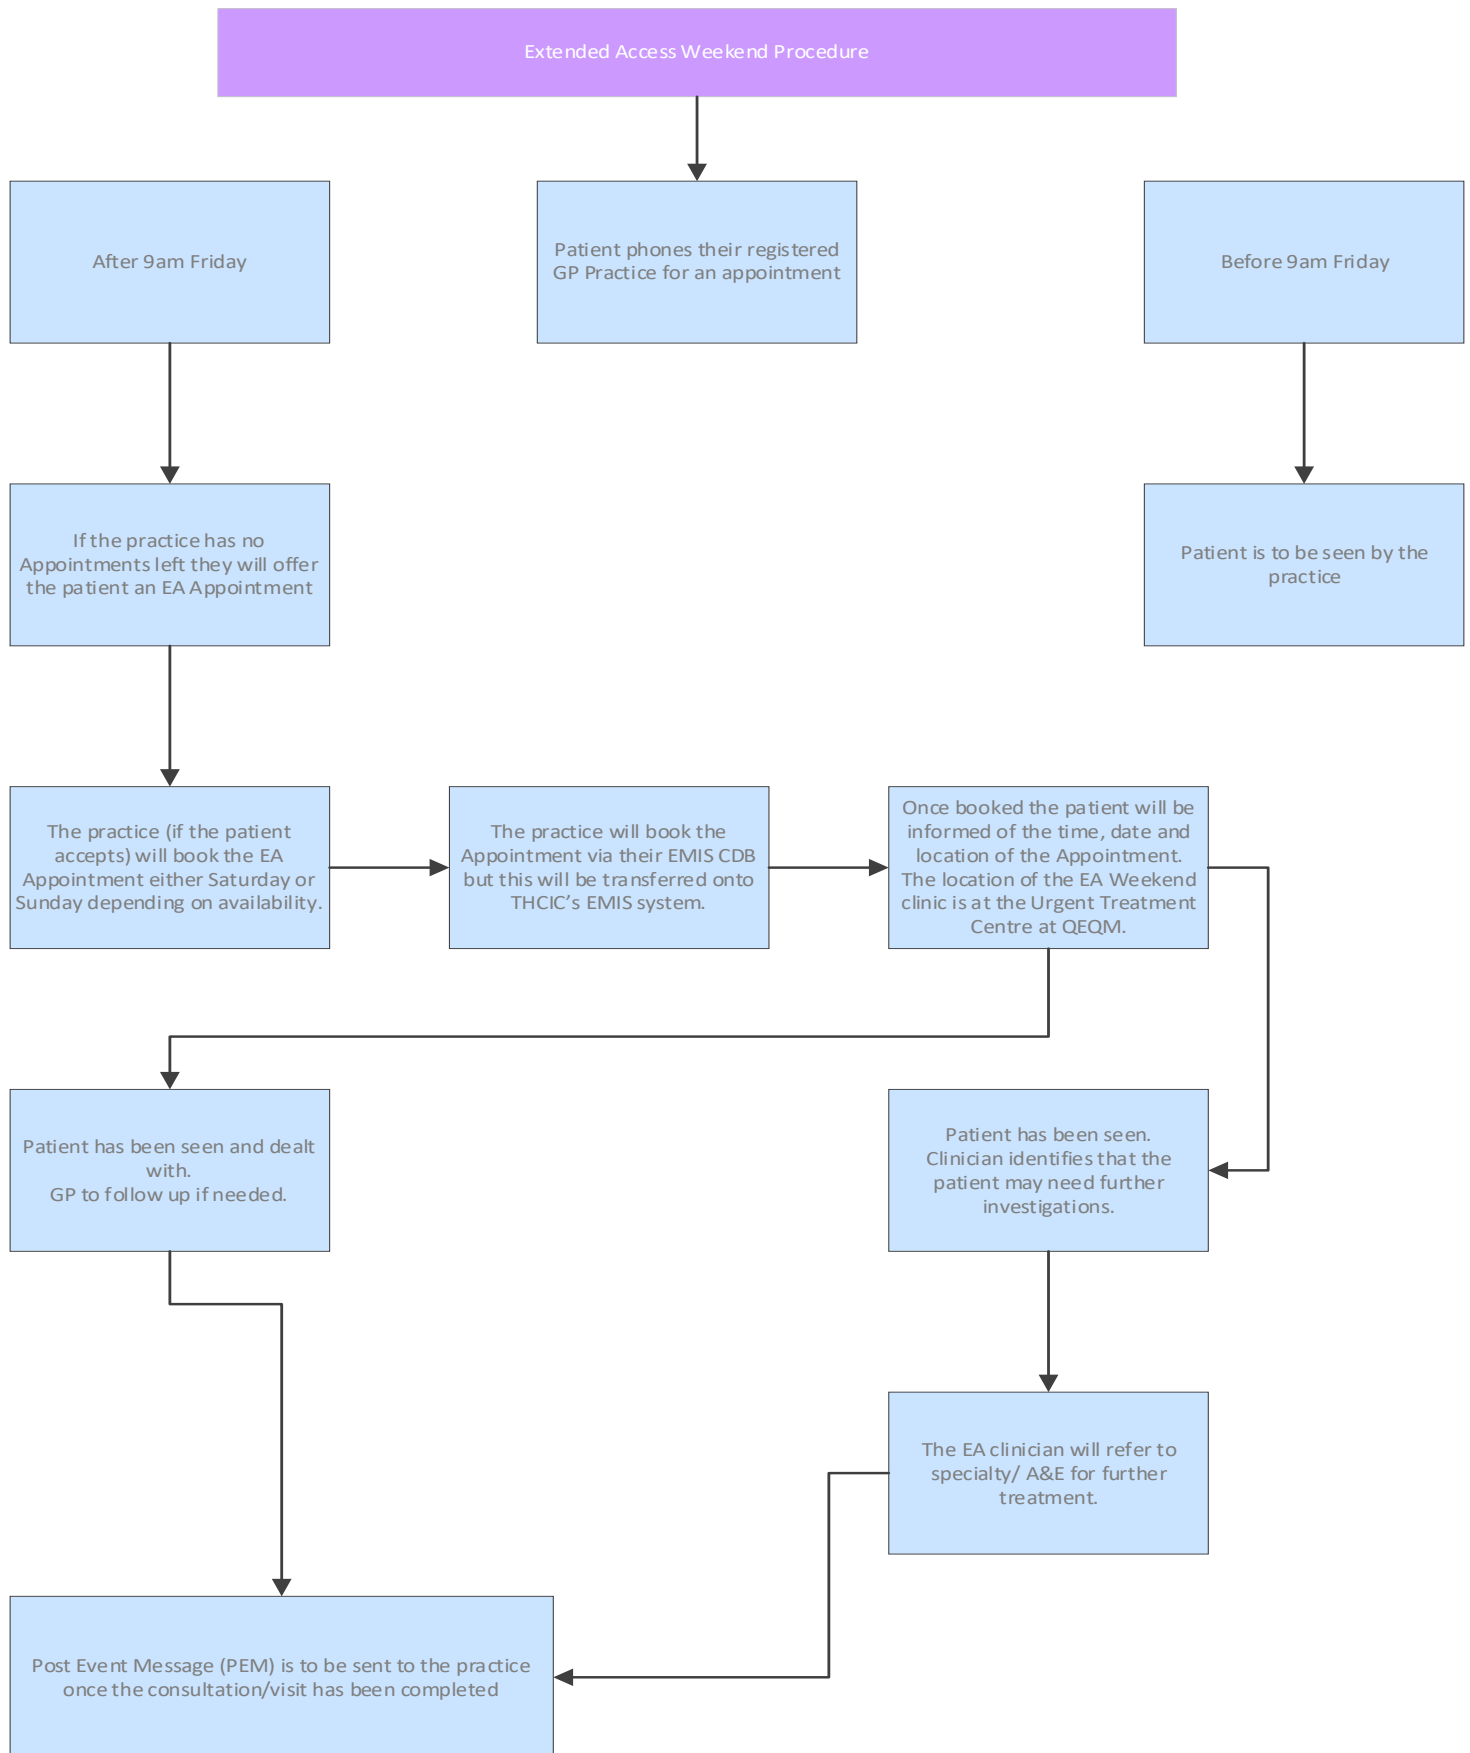 Extended Access Weekend Procedure
After 9am Friday
Patient phones their registered
GP Practice for an appointment
Before 9am Friday
If the practice has no
Appointments left they will offer
the patient an EA Appointment
Patient is to be seen by the
practice
The practice (if the patient
accepts) will book the EA
Appointment either Saturday or
Sunday depending on availability.
The practice will book the
Appointment via their EMIS CDB
but this will be transferred onto
THCIC’s EMIS system.
Once booked the patient will be
informed of the time, date and
location of the Appointment.
The location of the EA Weekend
clinic is at the Urgent Treatment
Centre at QEQM.
Patient has been seen and dealt
with.
GP to follow up if needed.
Patient has been seen.
Clinician identifies that the
patient may need further
investigations.
The EA clinician will refer to
specialty/ A&E for further
treatment.
Post Event Message (PEM) is to be sent to the practice
once the consultation/visit has been completed